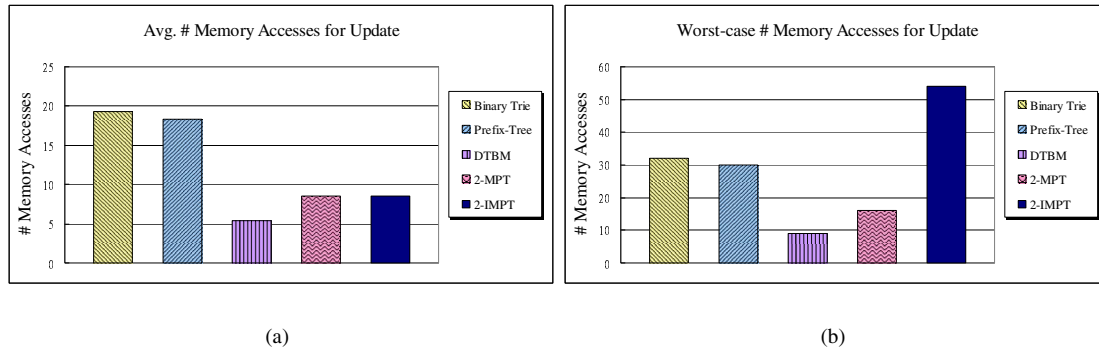 Avg. # Memory Accesses for Update
# Memory Accesses
25
20
15
10
5
0
Binary Trie
Prefix-Tree
DTBM
2-MPT
2-IMPT
(a)
Worst-case # Memory Accesses for Update
# Memory Accesses
60
50
40
30
20
10
0
Binary Trie
Prefix-Tree
DTBM
2-MPT
2-IMPT
(b)